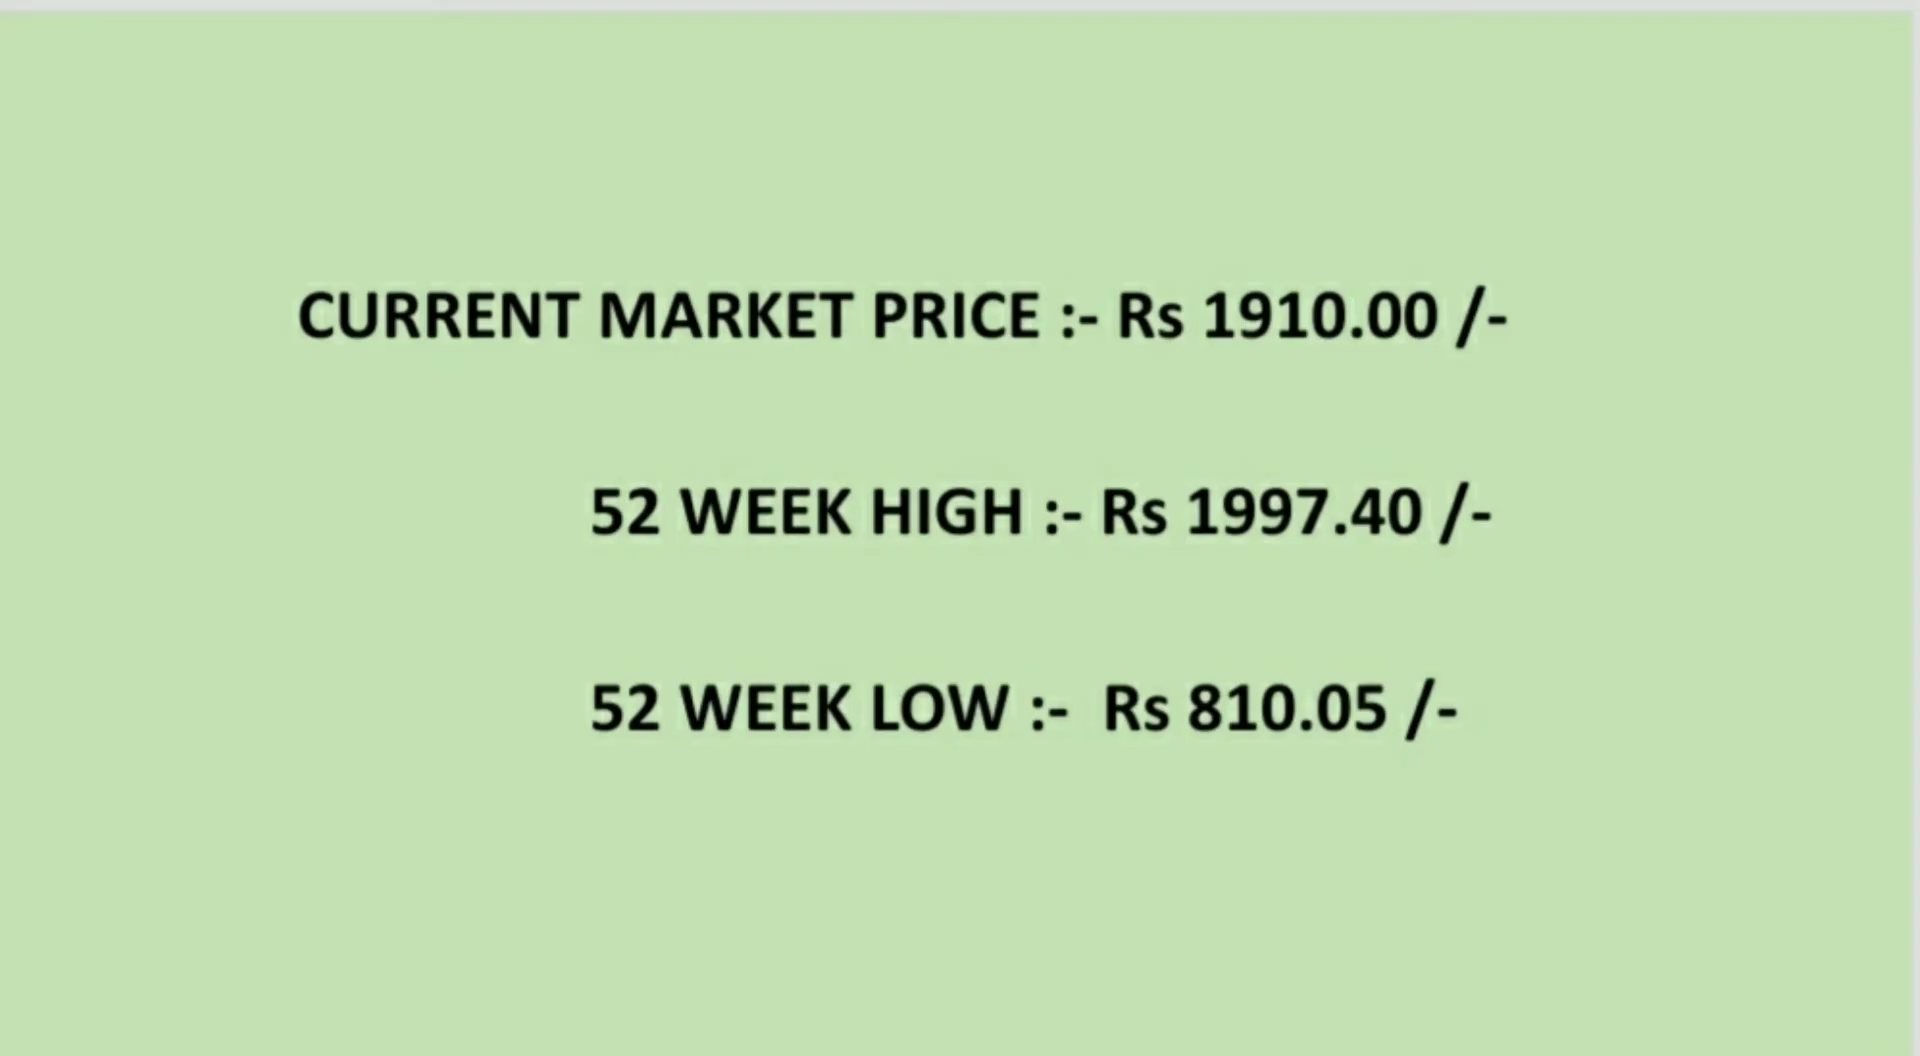 CURRENT MARKET PRICE :- Rs 1910.00 /-
52 WEEK HIGH :- Rs 1997.40 /-
52 WEEK LOW :-  Rs 810.05 /-